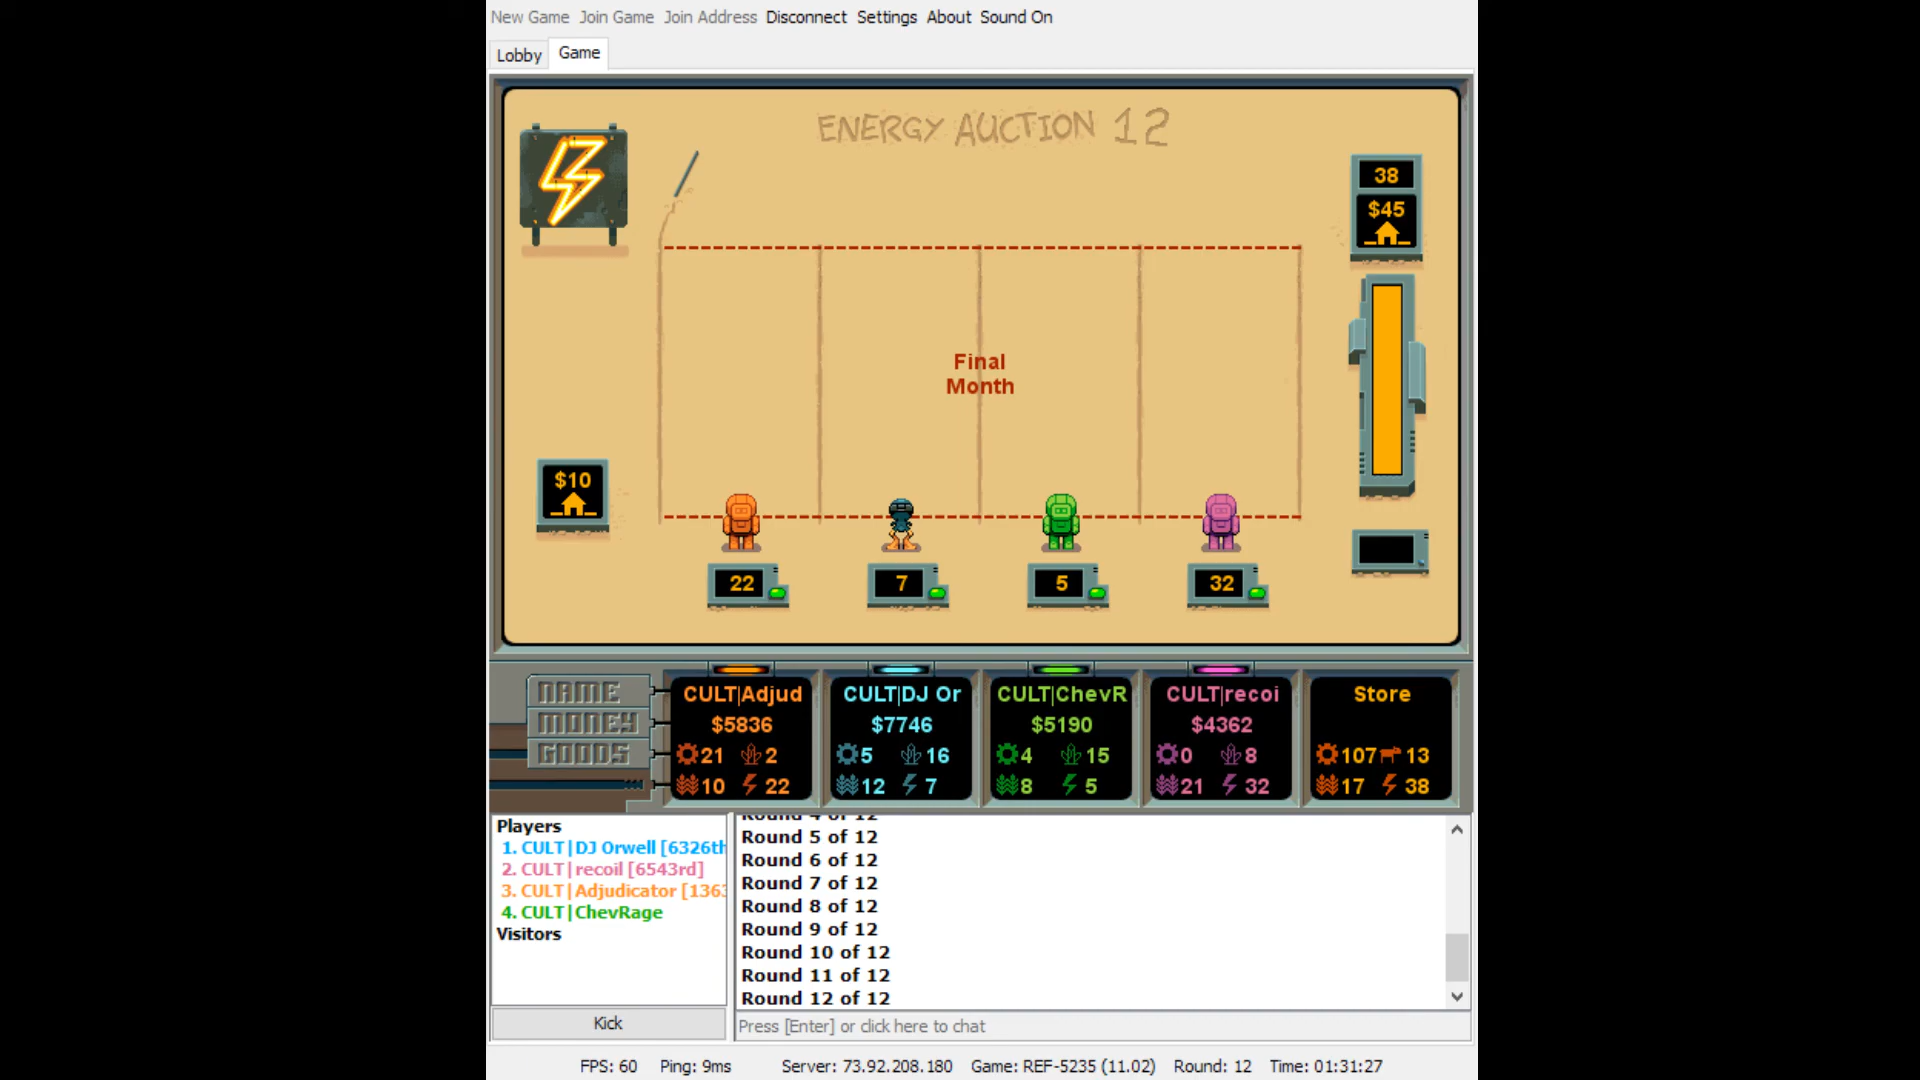 New Game Join Game Join Address Disconnect Settings About Sound On
Lobby Game
ENERGY AUCTION 12
38
$45
Final
Month
$10
22 7 5 32
NAME CULT|Adjud CULT|DJ Or CULT|ChevR CULT|recoi Store
MONEY $5836 $7746 $5190 $4362
GOODS 21 2 5 16 4 15 0 8 107 13
10 22 12 7 8 5 21 32 17 38
Players
1. CULT|DJ Orwell [6326th
2. CULT|recoil [6543rd]
3. CULT|Adjudicator [1363
4. CULT|ChevRage
Visitors
Kick
Round 4 of 12
Round 5 of 12
Round 6 of 12
Round 7 of 12
Round 8 of 12
Round 9 of 12
Round 10 of 12
Round 11 of 12
Round 12 of 12
Press [Enter] or click here to chat
FPS: 60 Ping: 9ms Server: 73.92.208.180 Game: REF-5235 (11.02) Round: 12 Time: 01:31:27